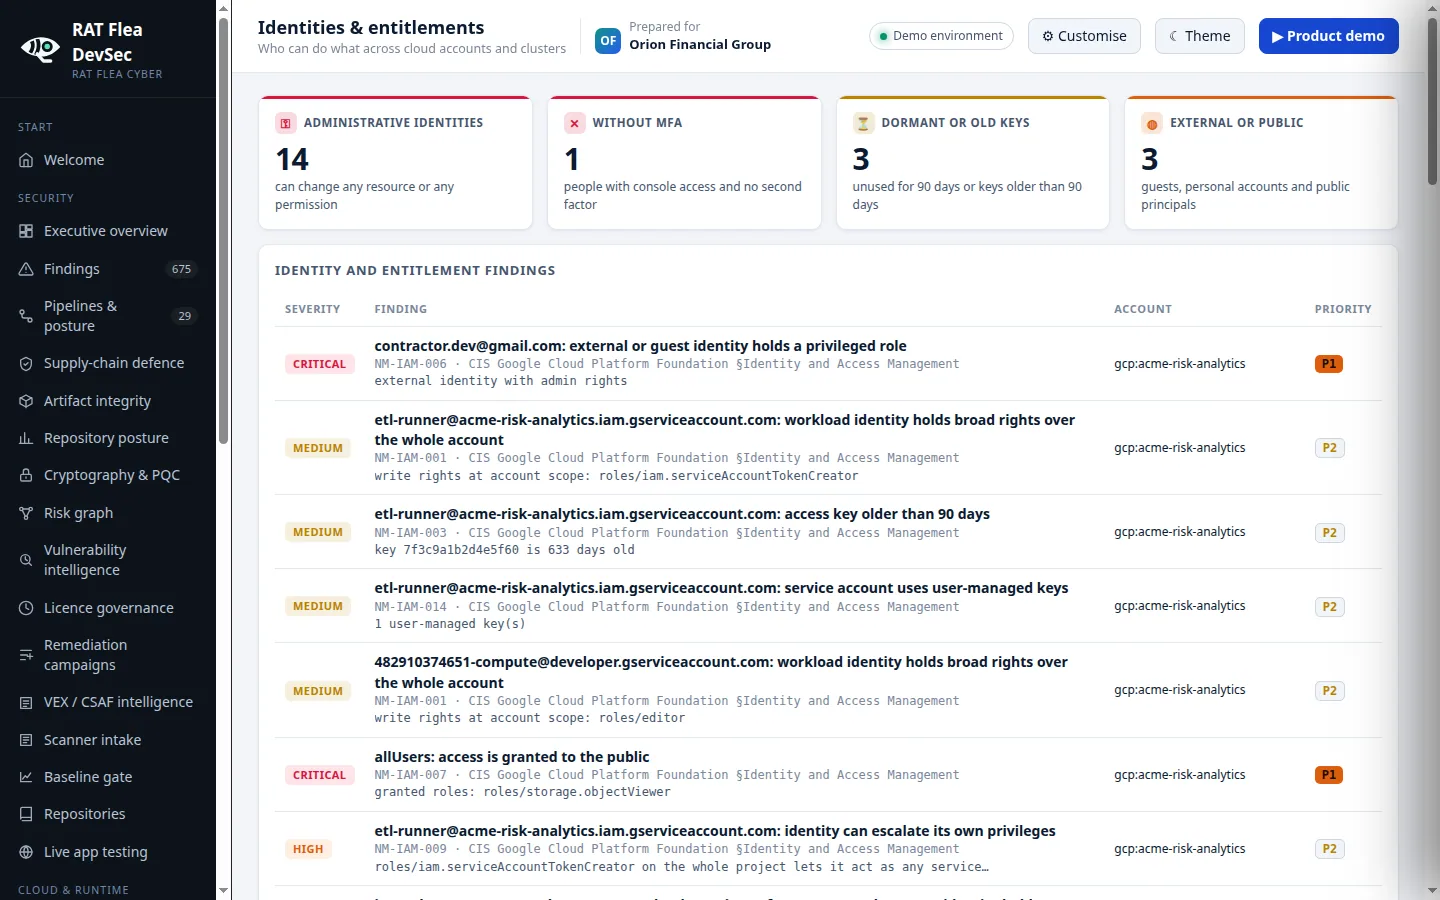 RAT Flea
DevSec
RAT FLEA CYBER
START
Welcome
SECURITY
Executive overview
Findings 675
Pipelines &
posture 29
Supply-chain defence
Artifact integrity
Repository posture
Cryptography & PQC
Risk graph
Vulnerability
intelligence
Licence governance
Remediation
campaigns
VEX / CSAF intelligence
Scanner intake
Baseline gate
Repositories
Live app testing
CLOUD & RUNTIME
Identities & entitlements
Who can do what across cloud accounts and clusters
OF
Prepared for
Orion Financial Group
Demo environment
⚙ Customise
☾ Theme
▶ Product demo
ADMINISTRATIVE IDENTITIES
14
can change any resource or any
permission
WITHOUT MFA
1
people with console access and no second
factor
DORMANT OR OLD KEYS
3
unused for 90 days or keys older than 90
days
EXTERNAL OR PUBLIC
3
guests, personal accounts and public
principals
IDENTITY AND ENTITLEMENT FINDINGS
SEVERITY FINDING ACCOUNT PRIORITY
CRITICAL
contractor.dev@gmail.com: external or guest identity holds a privileged role
NM-IAM-006 · CIS Google Cloud Platform Foundation §Identity and Access Management
external identity with admin rights
gcp:acme-risk-analytics
P1
MEDIUM
etl-runner@acme-risk-analytics.iam.gserviceaccount.com: workload identity holds broad rights over
the whole account
NM-IAM-001 · CIS Google Cloud Platform Foundation §Identity and Access Management
write rights at account scope: roles/iam.serviceAccountTokenCreator
gcp:acme-risk-analytics
P2
MEDIUM
etl-runner@acme-risk-analytics.iam.gserviceaccount.com: access key older than 90 days
NM-IAM-003 · CIS Google Cloud Platform Foundation §Identity and Access Management
key 7f3c9a1b2d4e5f60 is 633 days old
gcp:acme-risk-analytics
P2
MEDIUM
etl-runner@acme-risk-analytics.iam.gserviceaccount.com: service account uses user-managed keys
NM-IAM-014 · CIS Google Cloud Platform Foundation §Identity and Access Management
1 user-managed key(s)
gcp:acme-risk-analytics
P2
MEDIUM
482910374651-compute@developer.gserviceaccount.com: workload identity holds broad rights over
the whole account
NM-IAM-001 · CIS Google Cloud Platform Foundation §Identity and Access Management
write rights at account scope: roles/editor
gcp:acme-risk-analytics
P2
CRITICAL
allUsers: access is granted to the public
NM-IAM-007 · CIS Google Cloud Platform Foundation §Identity and Access Management
granted roles: roles/storage.objectViewer
gcp:acme-risk-analytics
P1
HIGH
etl-runner@acme-risk-analytics.iam.gserviceaccount.com: identity can escalate its own privileges
NM-IAM-009 · CIS Google Cloud Platform Foundation §Identity and Access Management
roles/iam.serviceAccountTokenCreator on the whole project lets it act as any service…
gcp:acme-risk-analytics
P2